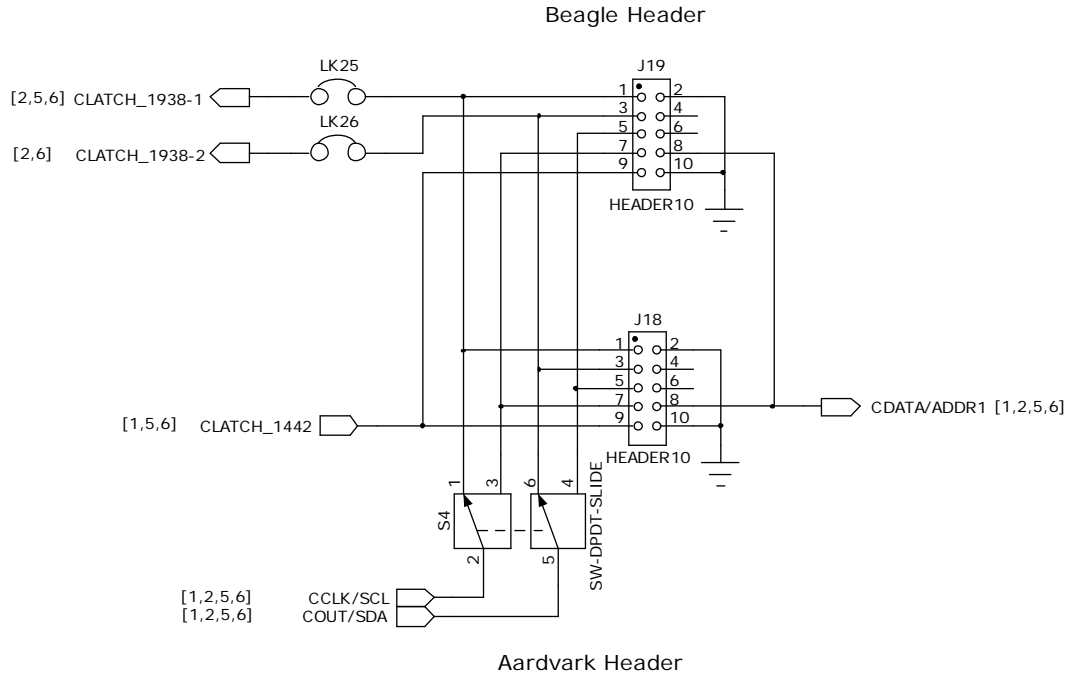 Beagle Header
LK25
J19
[2,5,6] CLATCH_1938-1
1 2
LK26
3 4
5 6
[2,6] CLATCH_1938-2
7 8
9 10
HEADER10
J18
1 2
3 4
5 6
7 8
CDATA/ADDR1 [1,2,5,6]
[1,5,6] CLATCH_1442
9 10
HEADER10
1 3 6 4
S4
SW-DPDT-SLIDE
2 5
[1,2,5,6] CCLK/SCL
[1,2,5,6] COUT/SDA
Aardvark Header